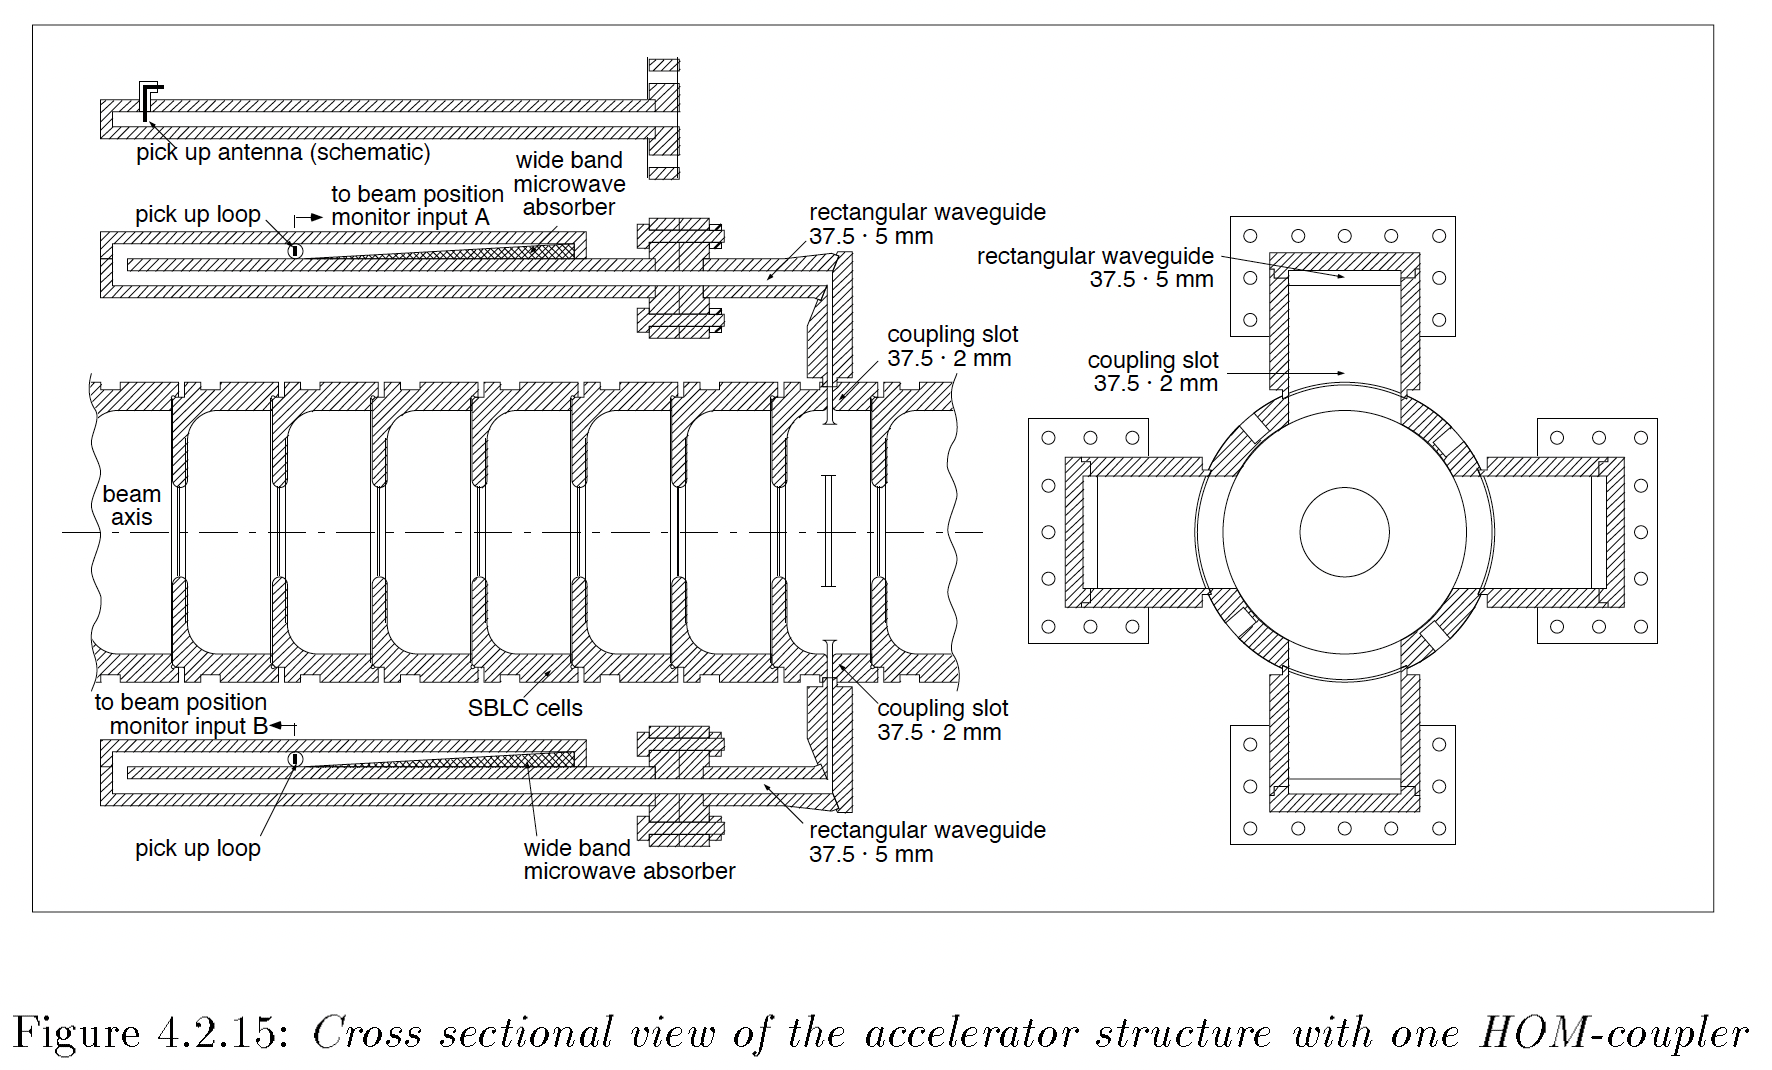 pick up antenna (schematic)
wide band
microwave
absorber
to beam position
monitor input A
pick up loop
rectangular waveguide
37.5 · 5 mm
rectangular waveguide
37.5 · 5 mm
coupling slot
37.5 · 2 mm
coupling slot
37.5 · 2 mm
beam
axis
to beam position
monitor input B
SBLC cells
coupling slot
37.5 · 2 mm
pick up loop
wide band
microwave absorber
rectangular waveguide
37.5 · 5 mm
Figure 4.2.15: Cross sectional view of the accelerator structure with one HOM-coupler